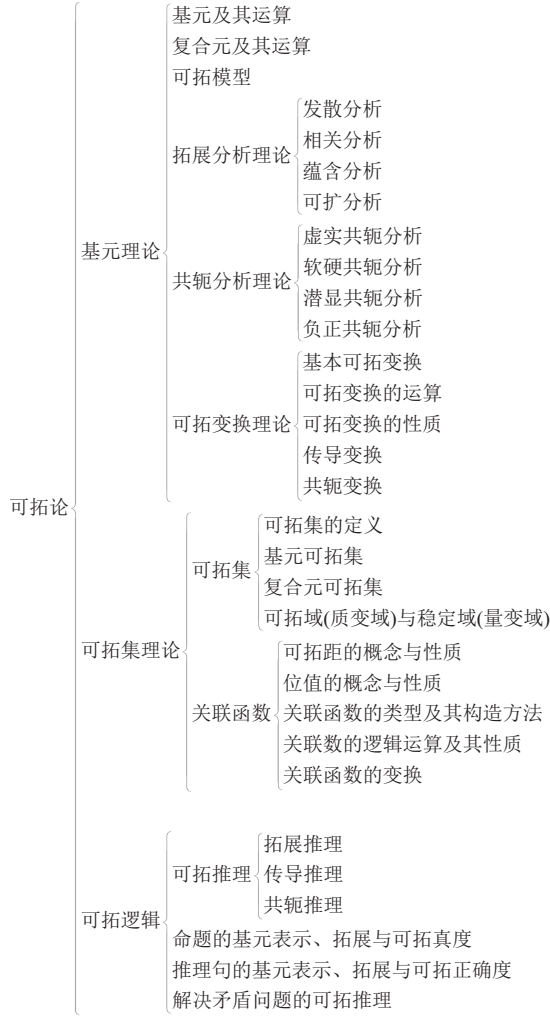 可拓论
基元理论
基元及其运算
复合元及其运算
可拓模型
拓展分析理论
发散分析
相关分析
蕴含分析
可扩分析
共轭分析理论
虚实共轭分析
软硬共轭分析
潜显共轭分析
负正共轭分析
可拓变换理论
基本可拓变换
可拓变换的运算
可拓变换的性质
传导变换
共轭变换
可拓集理论
可拓集
可拓集的定义
基元可拓集
复合元可拓集
可拓域(质变域)与稳定域(量变域)
关联函数
可拓距的概念与性质
位值的概念与性质
关联函数的类型及其构造方法
关联数的逻辑运算及其性质
关联函数的变换
可拓逻辑
可拓推理
拓展推理
传导推理
共轭推理
命题的基元表示、拓展与可拓真度
推理句的基元表示、拓展与可拓正确度
解决矛盾问题的可拓推理